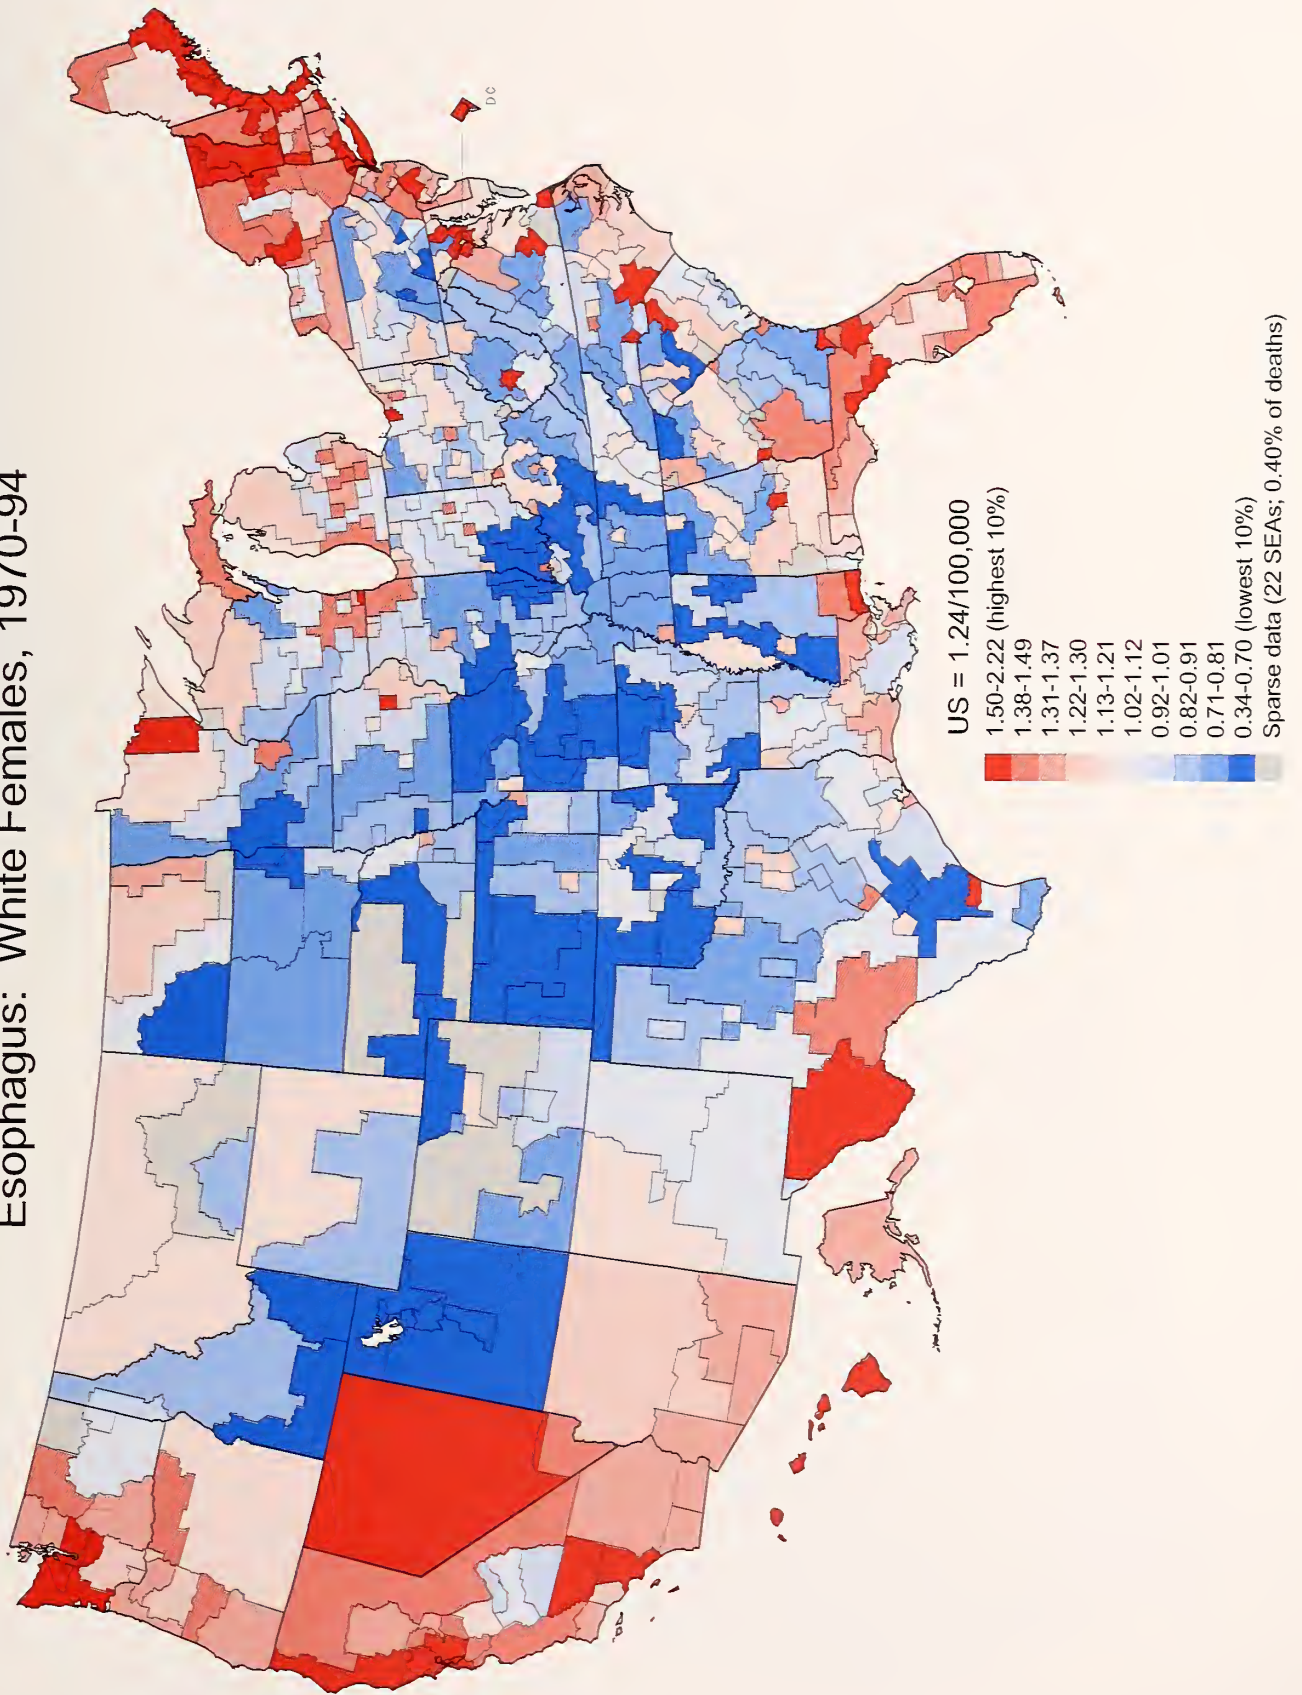 Esophagus: White Females, 1970-94
DC
US = 1.24/100,000
1.50-2.22 (highest 10%)
1.38-1.49
1.31-1.37
1.22-1.30
1.13-1.21
1.02-1.12
0.92-1.01
0.82-0.91
0.71-0.81
0.34-0.70 (lowest 10%)
Sparse data (22 SEAs; 0.40% of deaths)